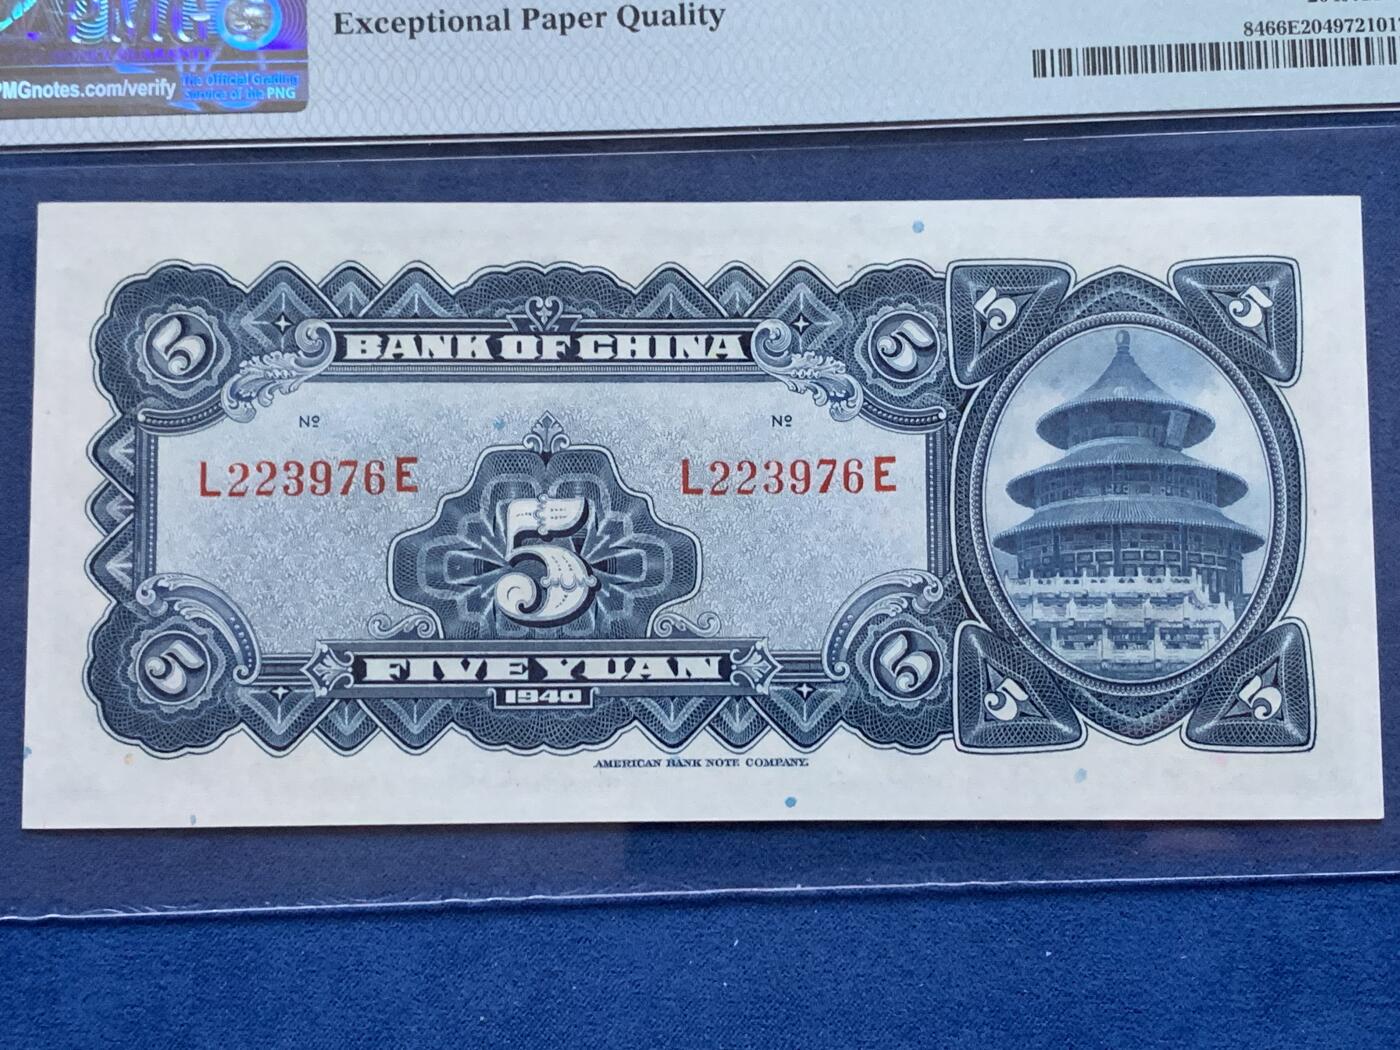 Exceptional Paper Quality
8466E204972101
PMGnotes.com/verify
The Official Grading
Service of the PNG
5 5 5 5
BANK OF CHINA
Nº Nº
L223976E L223976E
5
FIVE YUAN
5 5 5 5
1940
AMERICAN BANK NOTE COMPANY.